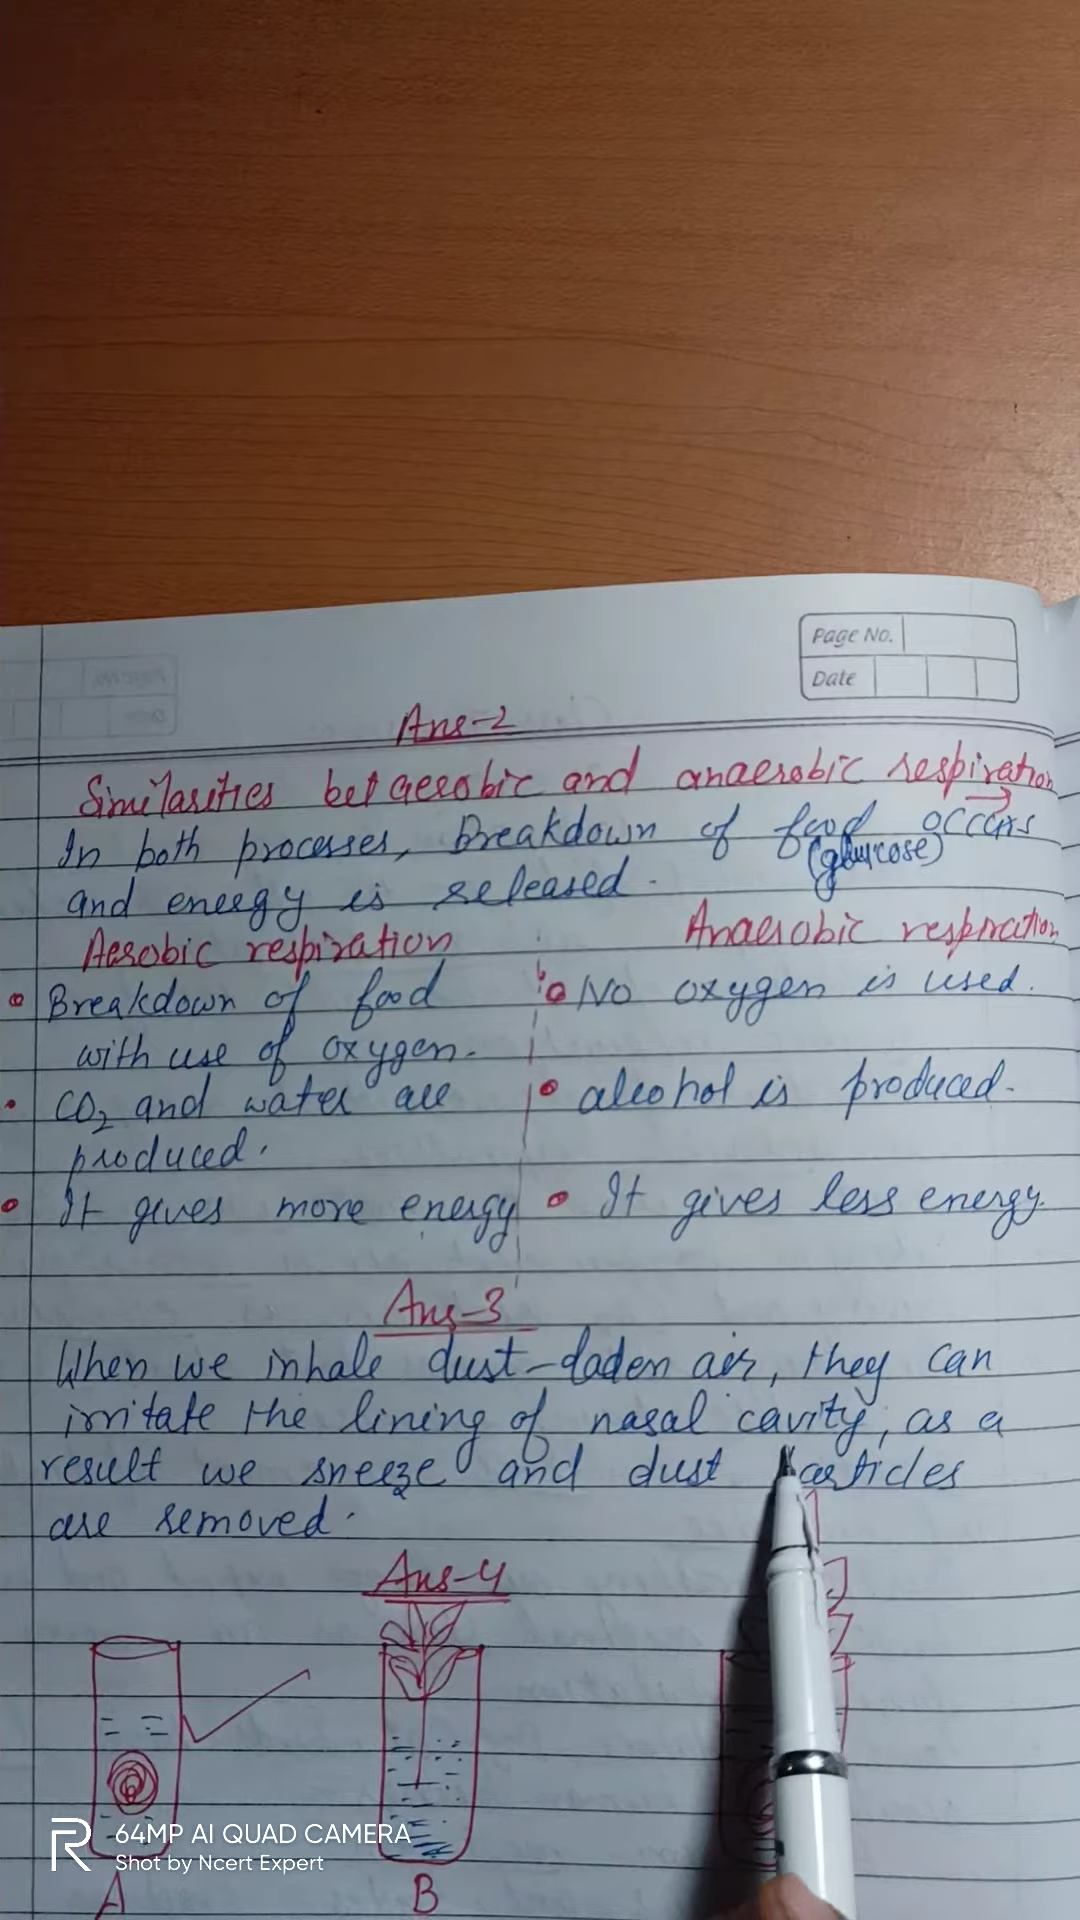 Page No.
Date
Ans-2
Similarities bet aerobic and anaerobic respiration
In both processes, Breakdown of food occurs
(glucose)
and energy is released.
Aerobic respiration Anaerobic respiration
Breakdown of food No oxygen is used.
with use of oxygen.
CO₂ and water are alcohol is produced.
produced.
It gives more energy It gives less energy.
Ans-3
When we inhale dust-laden air, they can
irritate the lining of nasal cavity, as a
result we sneeze and dust particles
are removed.
Ans-4
64MP AI QUAD CAMERA
Shot by Ncert Expert
A B